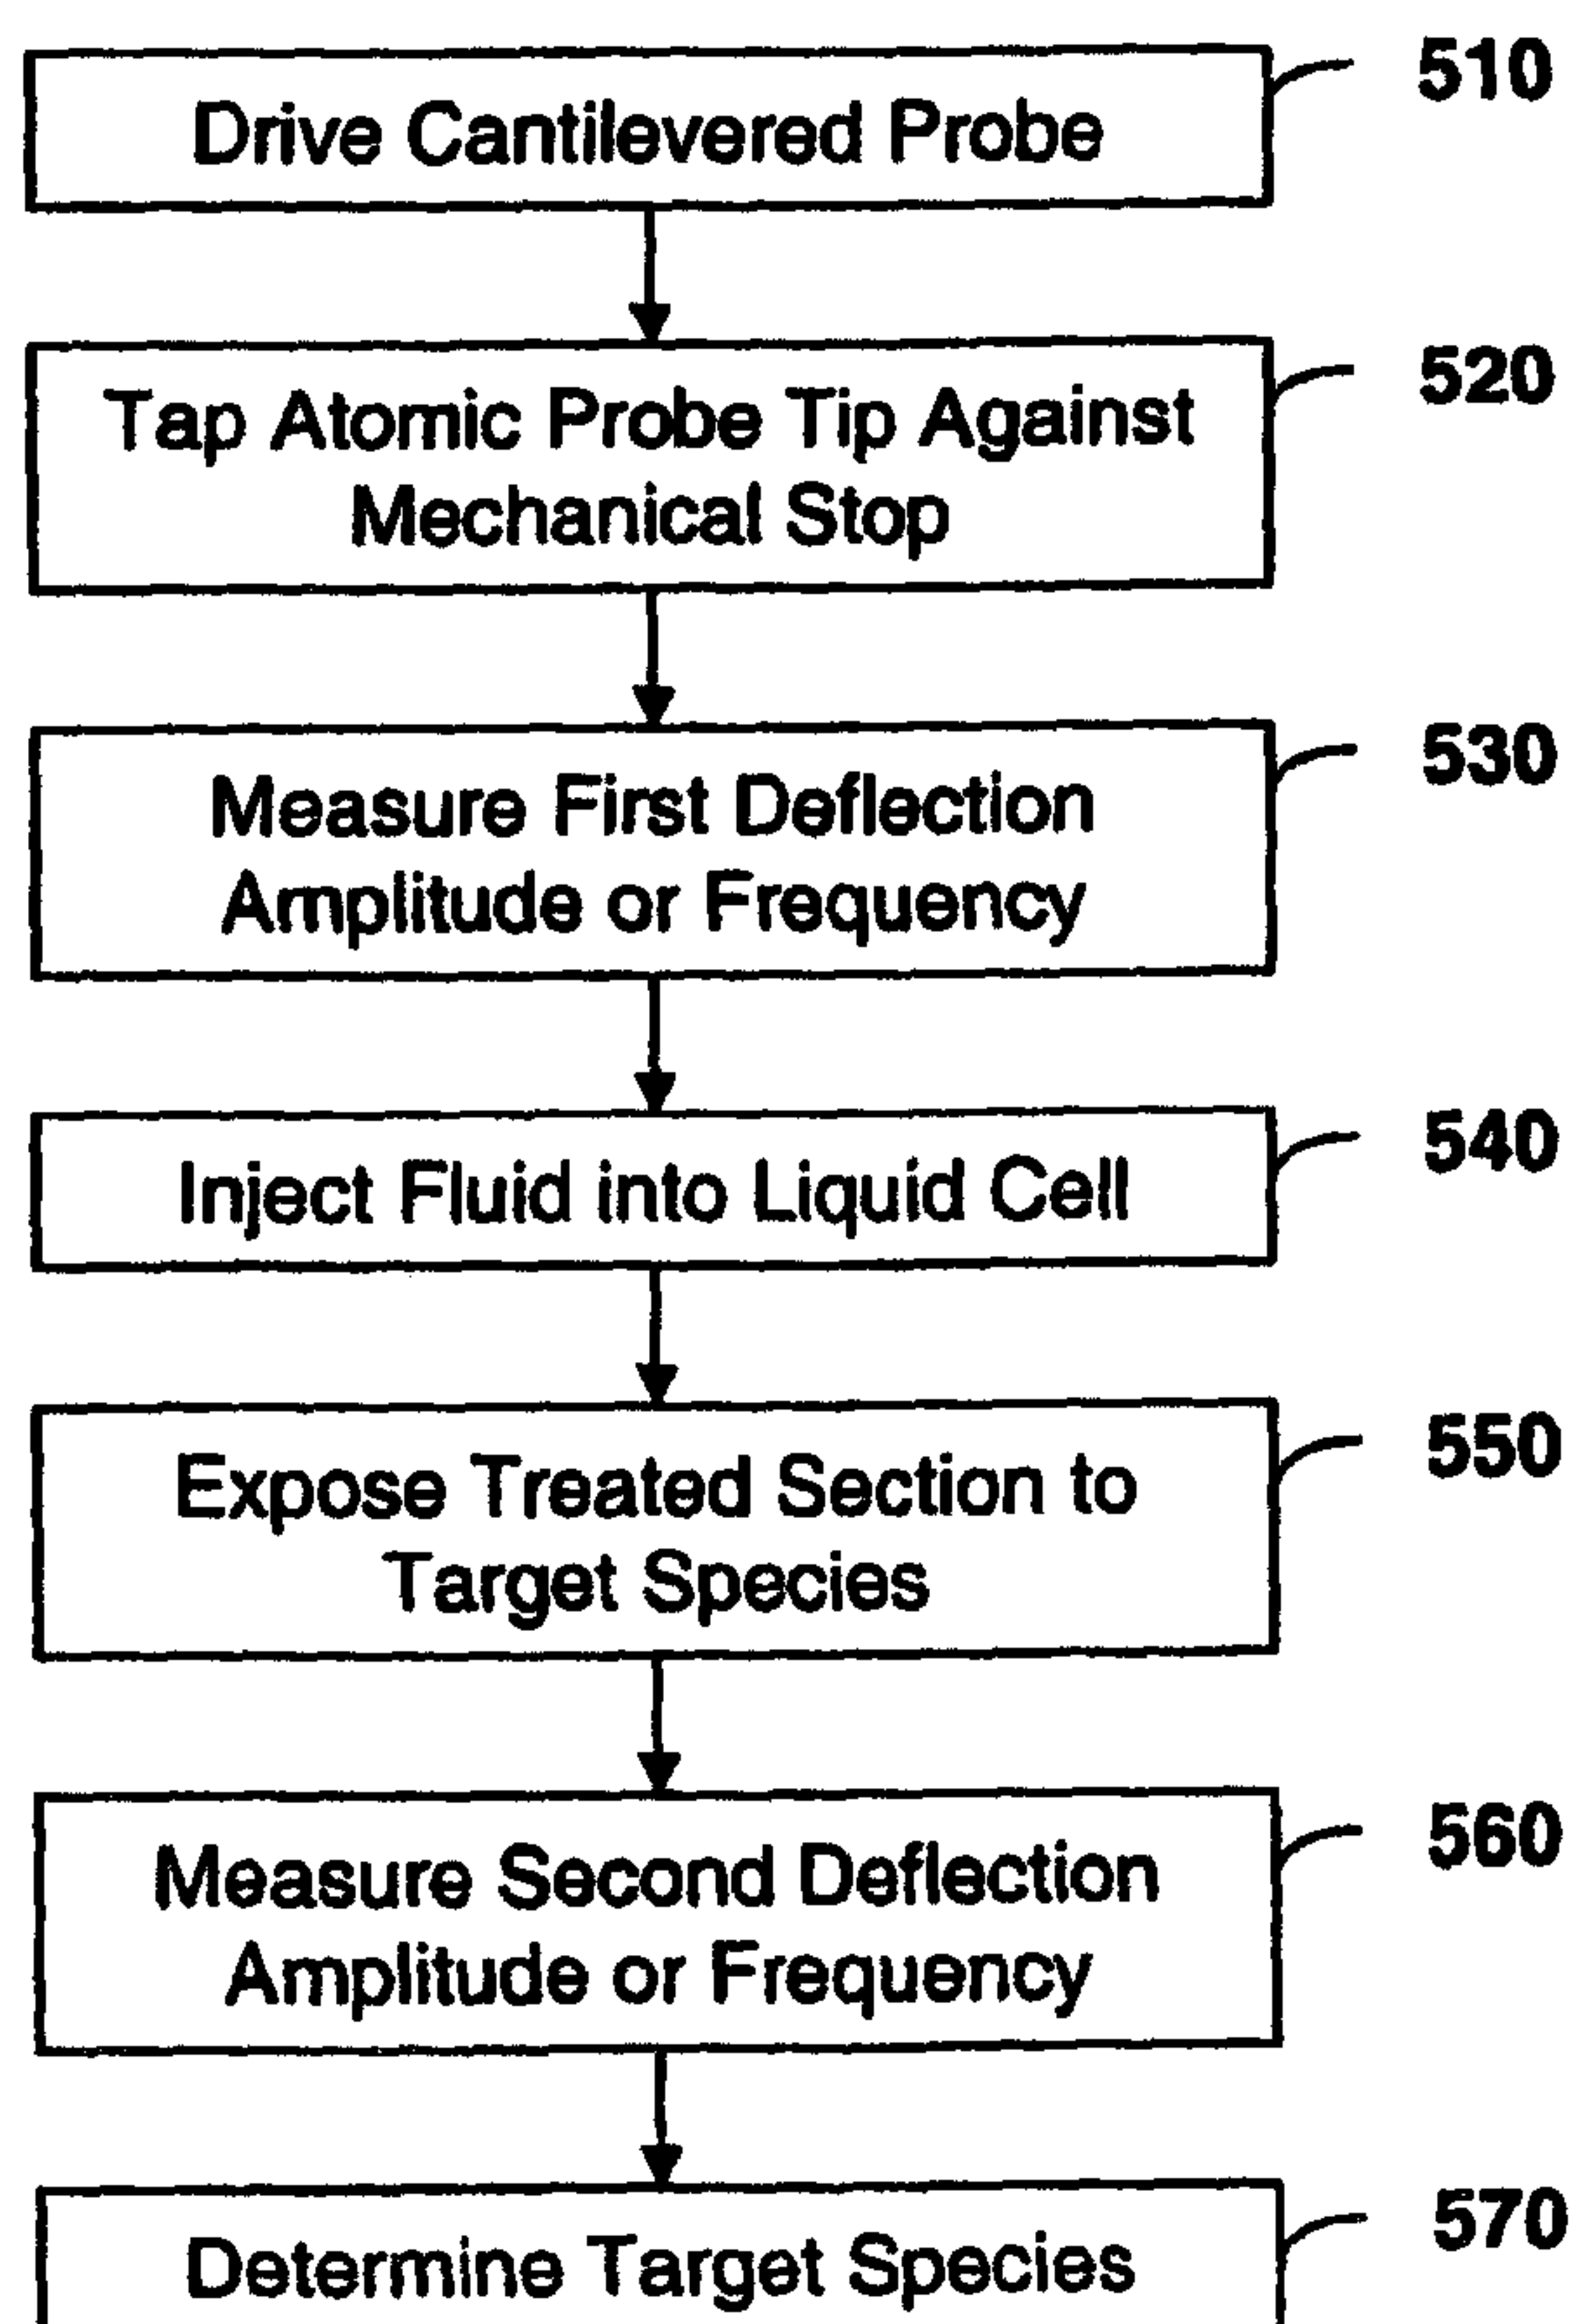 Drive Cantilevered Probe
510
Tap Atomic Probe Tip Against
Mechanical Stop
520
Measure First Deflection
Amplitude or Frequency
530
Inject Fluid into Liquid Cell
540
Expose Treated Section to
Target Species
550
Measure Second Deflection
Amplitude or Frequency
560
Determine Target Species
570